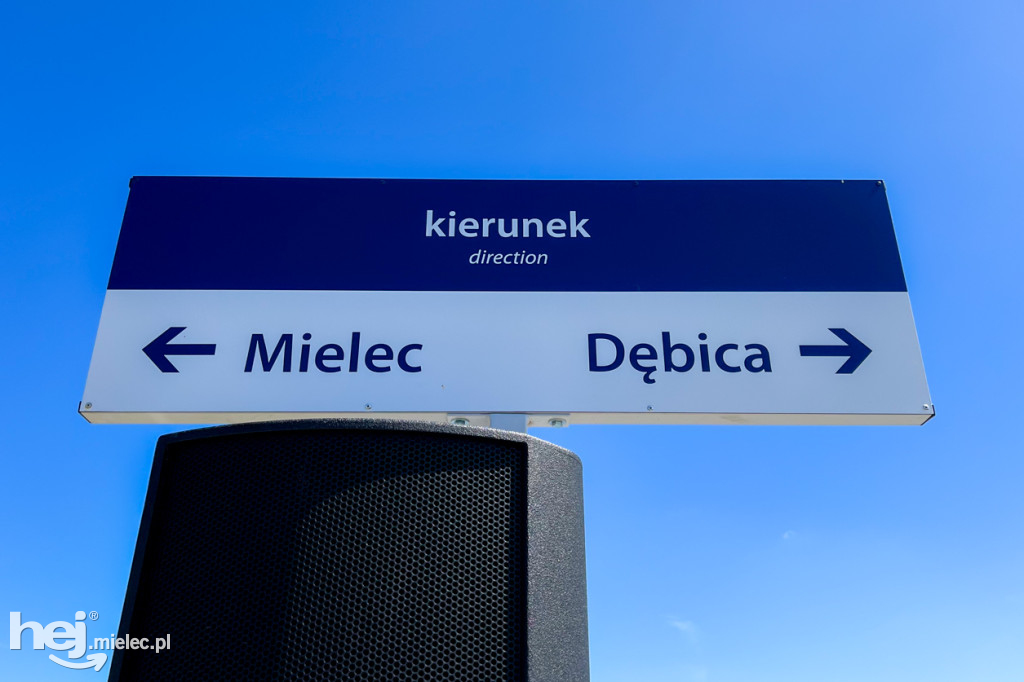 kierunek
direction
← Mielec Dębica →
hej.mielec.pl